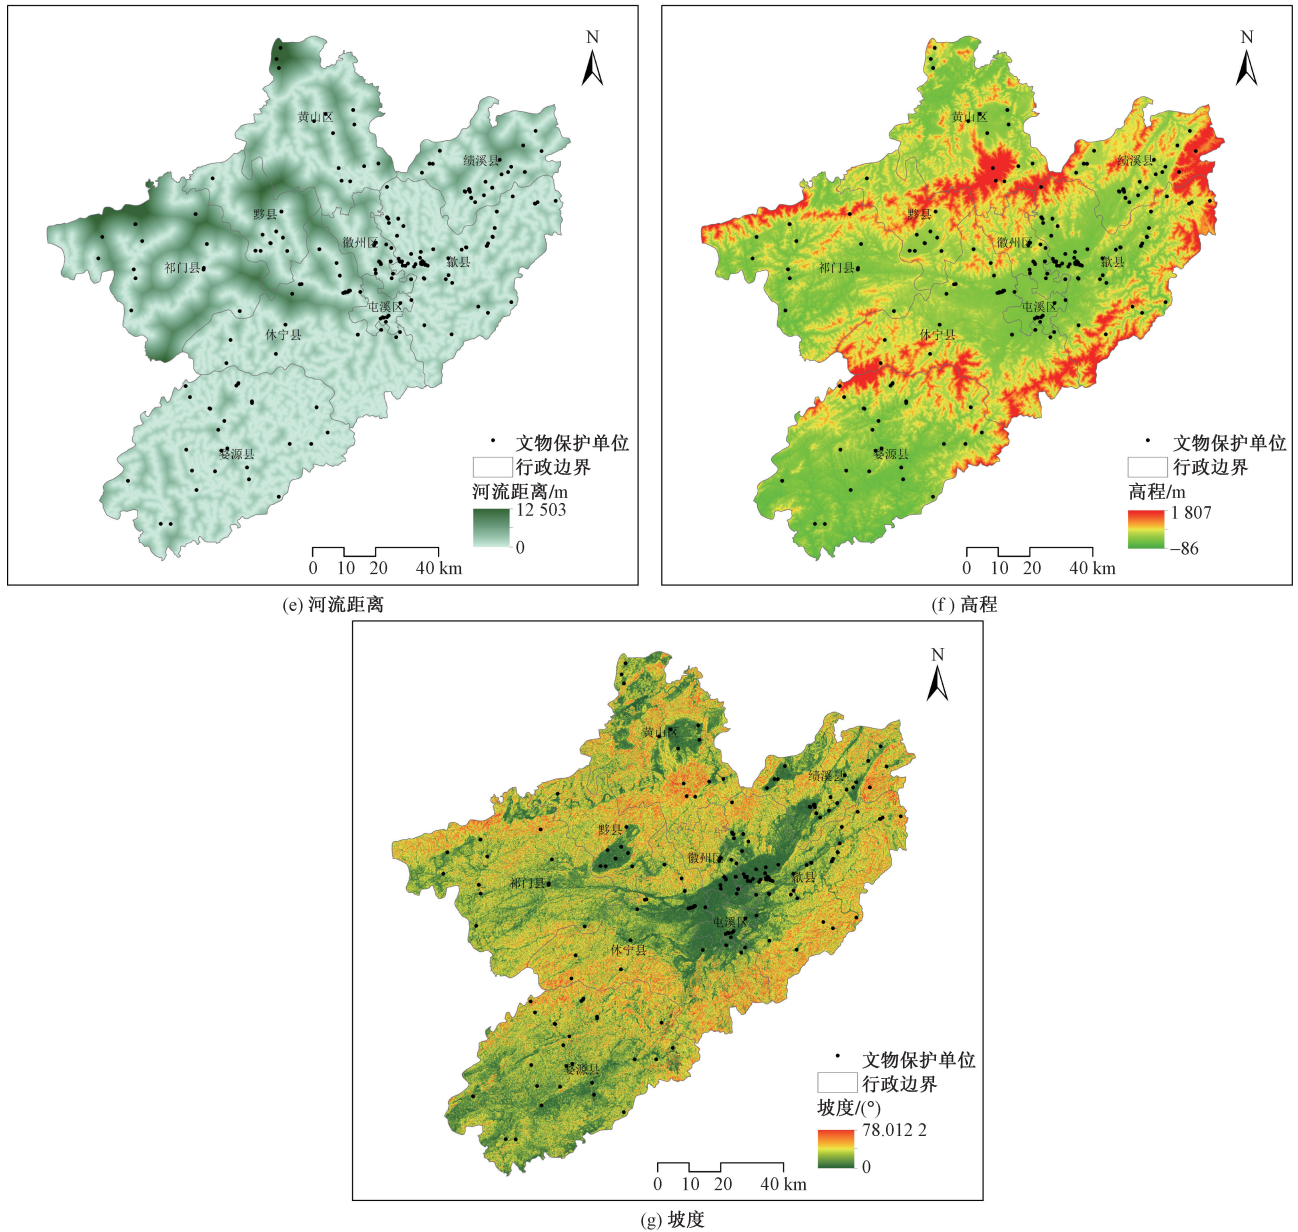 N
黄山区
绩溪县
黟县
徽州区
歙县
祁门县
屯溪区
休宁县
婺源县
文物保护单位
行政边界
河流距离/m
12 503
0
0 10 20 40 km
(e) 河流距离
N
黄山区
绩溪县
黟县
徽州区
歙县
祁门县
屯溪区
休宁县
婺源县
文物保护单位
行政边界
高程/m
1 807
−86
0 10 20 40 km
(f) 高程
N
黄山区
绩溪县
黟县
徽州区
歙县
祁门县
屯溪区
休宁县
婺源县
文物保护单位
行政边界
坡度/(°)
78.012 2
0
0 10 20 40 km
(g) 坡度